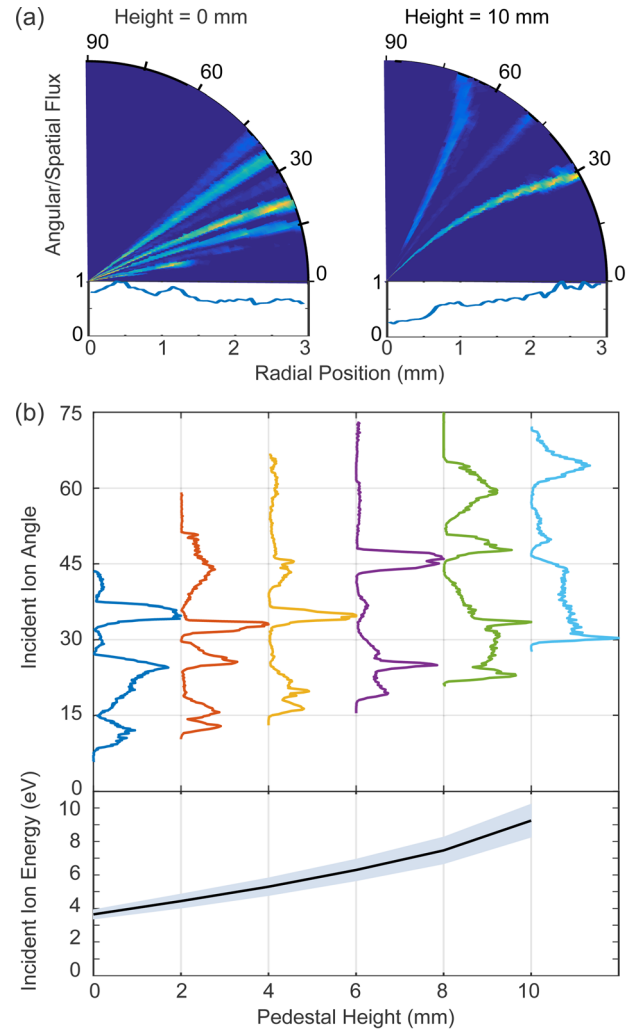 (a)
Height = 0 mm
Height = 10 mm
90
60
30
0
90
60
30
0
Angular/Spatial Flux
1
0
1
0
0 1 2 3
0 1 2 3
Radial Position (mm)
(b)
75
60
45
30
15
0
Incident Ion Angle
10
8
6
4
2
0
Incident Ion Energy (eV)
0 2 4 6 8 10
Pedestal Height (mm)